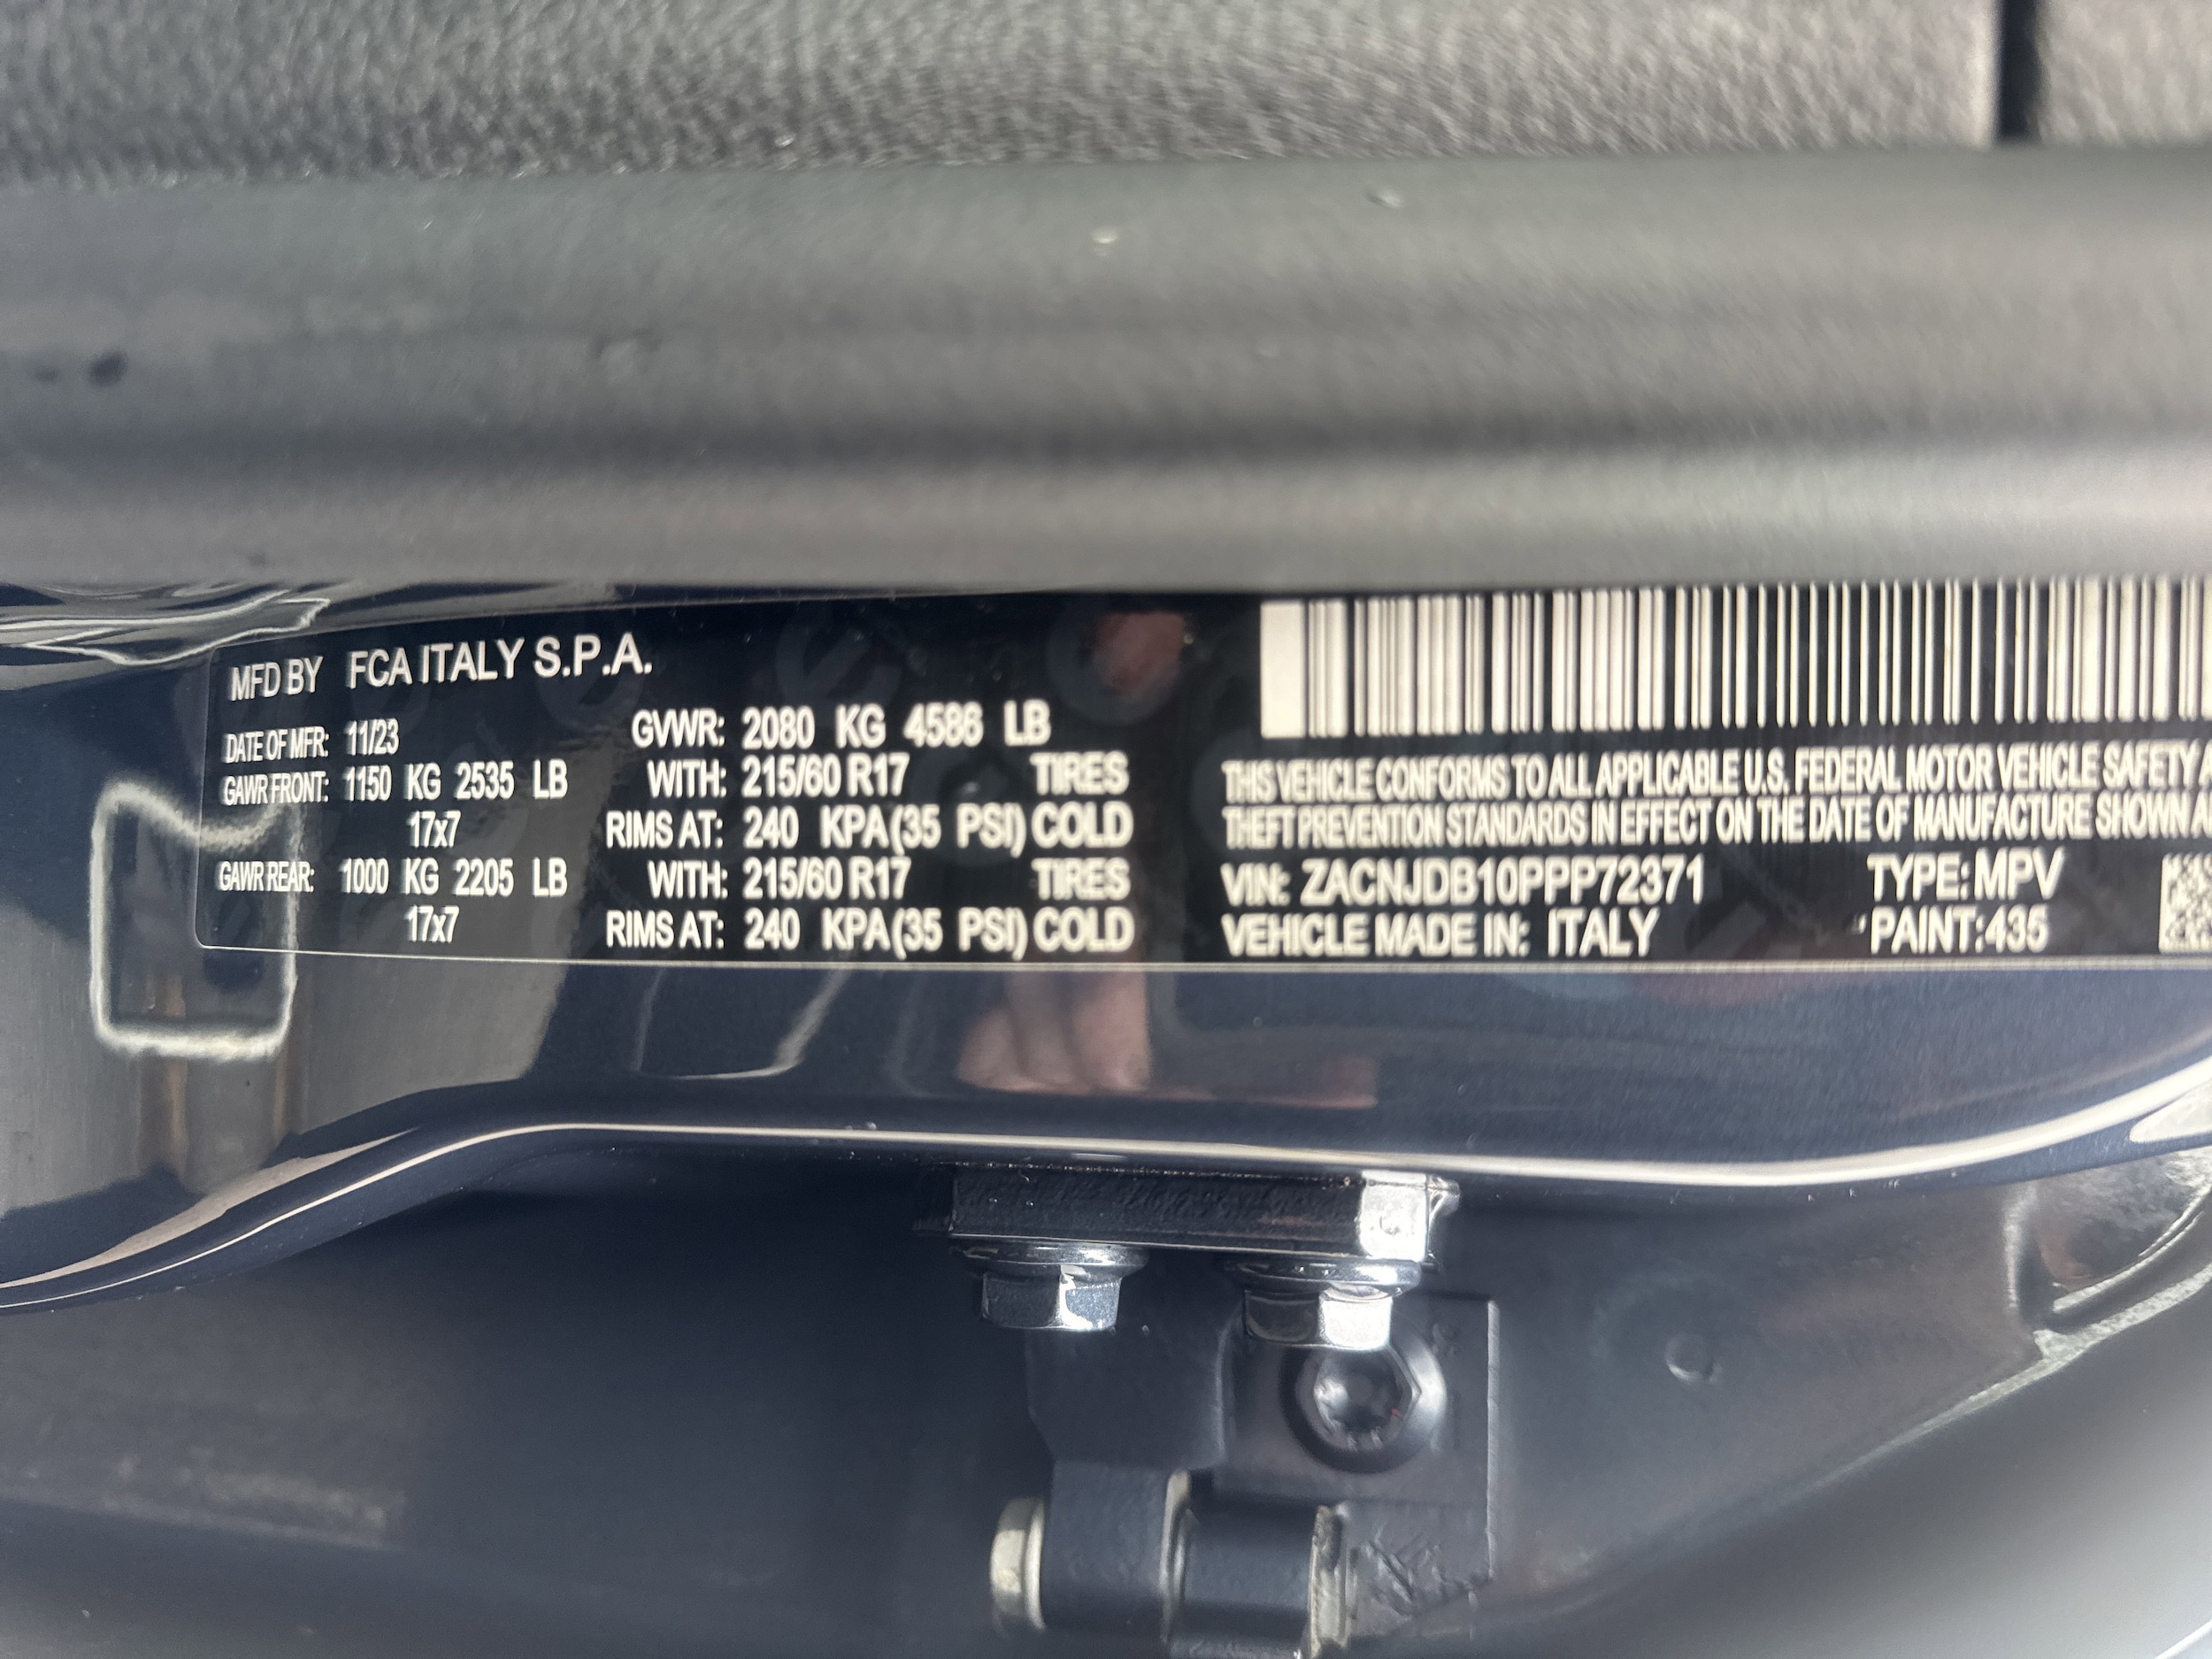 MFD BY FCA ITALY S.P.A.
DATE OF MFR: 11/23 GVWR: 2080 KG 4586 LB
GAWR FRONT: 1150 KG 2535 LB WITH: 215/60 R17 TIRES
17x7 RIMS AT: 240 KPA(35 PSI) COLD
GAWR REAR: 1000 KG 2205 LB WITH: 215/60 R17 TIRES
17x7 RIMS AT: 240 KPA(35 PSI) COLD
THIS VEHICLE CONFORMS TO ALL APPLICABLE U.S. FEDERAL MOTOR VEHICLE SAFETY
THEFT PREVENTION STANDARDS IN EFFECT ON THE DATE OF MANUFACTURE SHOWN
VIN: ZACNJDB10PPP72371 TYPE: MPV
VEHICLE MADE IN: ITALY PAINT:435